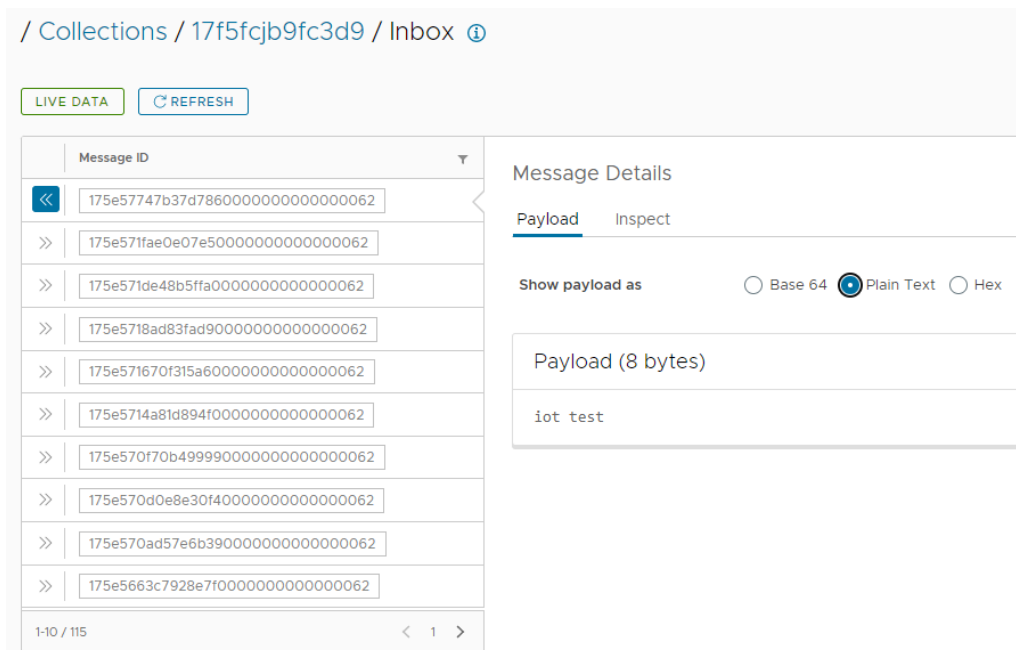 / Collections / 17f5fcjb9fc3d9 / Inbox
LIVE DATA
REFRESH
Message ID
175e57747b37d7860000000000000062
175e571fae0e07e50000000000000062
175e571de48b5ffa0000000000000062
175e5718ad83fad90000000000000062
175e571670f315a60000000000000062
175e5714a81d894f0000000000000062
175e570f70b499990000000000000062
175e570d0e8e30f40000000000000062
175e570ad57e6b390000000000000062
175e5663c7928e7f0000000000000062
1-10 / 115
1
Message Details
Payload Inspect
Show payload as Base 64 Plain Text Hex
Payload (8 bytes)
iot test